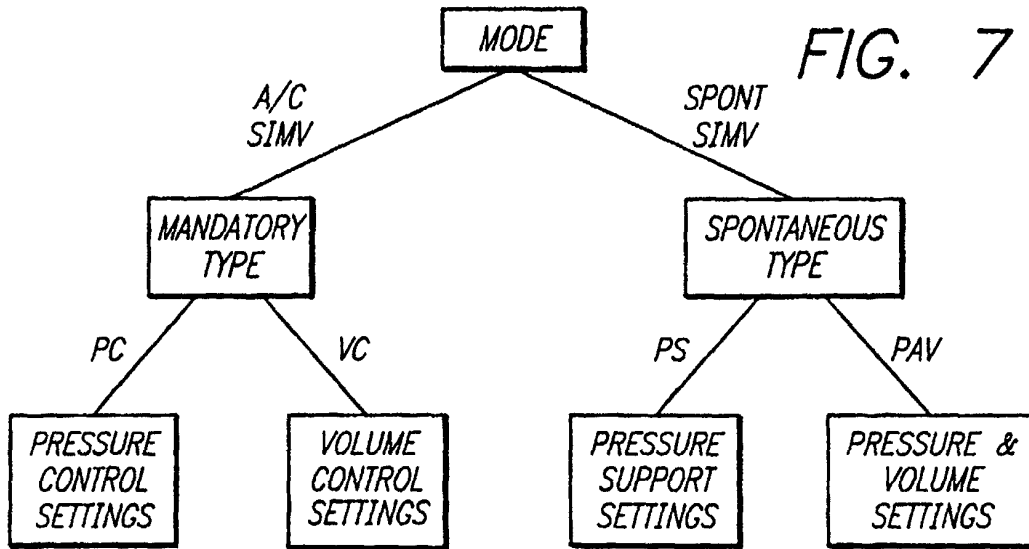 MODE
FIG. 7
A/C
SIMV
SPONT
SIMV
MANDATORY
TYPE
SPONTANEOUS
TYPE
PC
VC
PS
PAV
PRESSURE
CONTROL
SETTINGS
VOLUME
CONTROL
SETTINGS
PRESSURE
SUPPORT
SETTINGS
PRESSURE &
VOLUME
SETTINGS